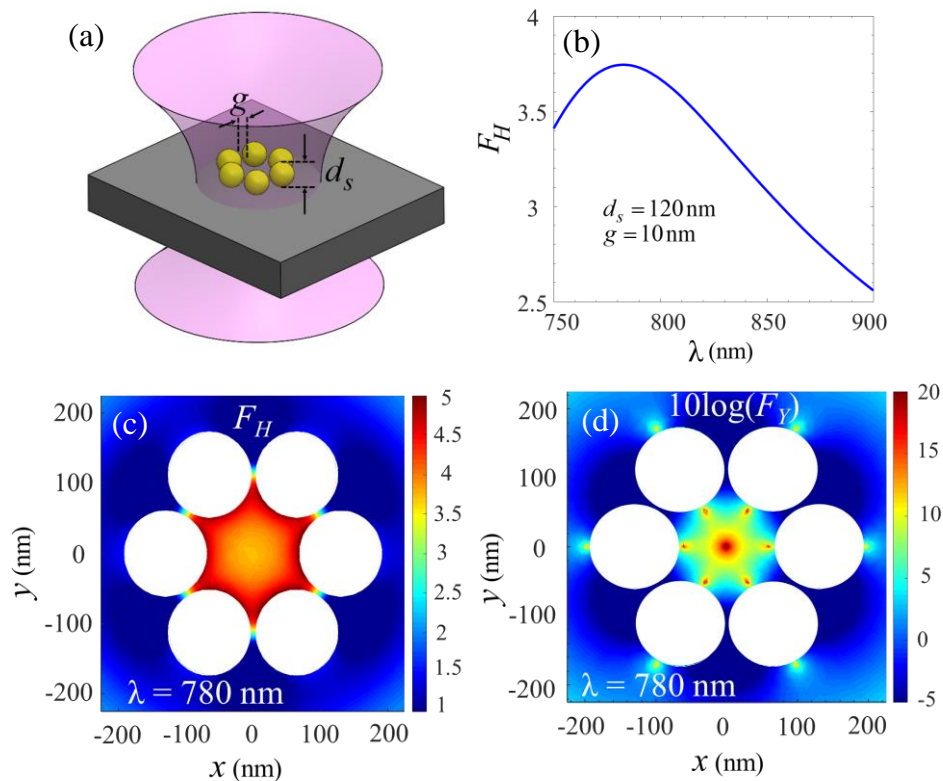 (a)
g
d_s
(b)
F_H
4
3.5
3
2.5
d_s = 120 nm
g = 10 nm
750 800 850 900
λ (nm)
(c)
F_H
λ = 780 nm
y (nm)
200
100
0
-100
-200
-200 -100 0 100 200
x (nm)
5
4.5
4
3.5
3
2.5
2
1.5
1
(d)
10log(F_Y)
λ = 780 nm
y (nm)
200
100
0
-100
-200
-200 -100 0 100 200
x (nm)
20
15
10
5
0
-5